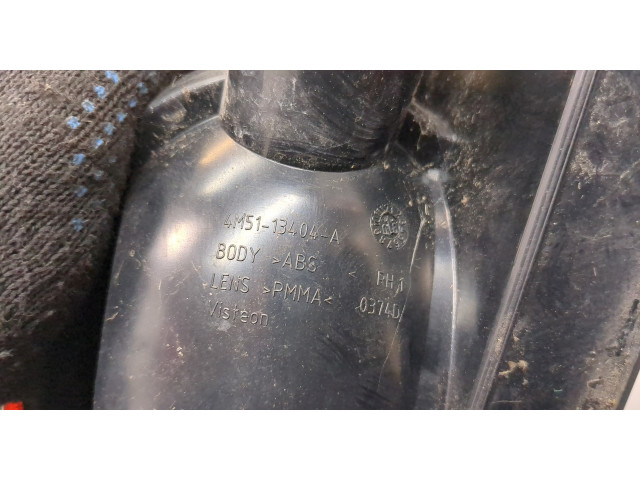 4M51-13404-A
BODY >ABS <
PH1
LENS >PMMA<
0374D
Visteon